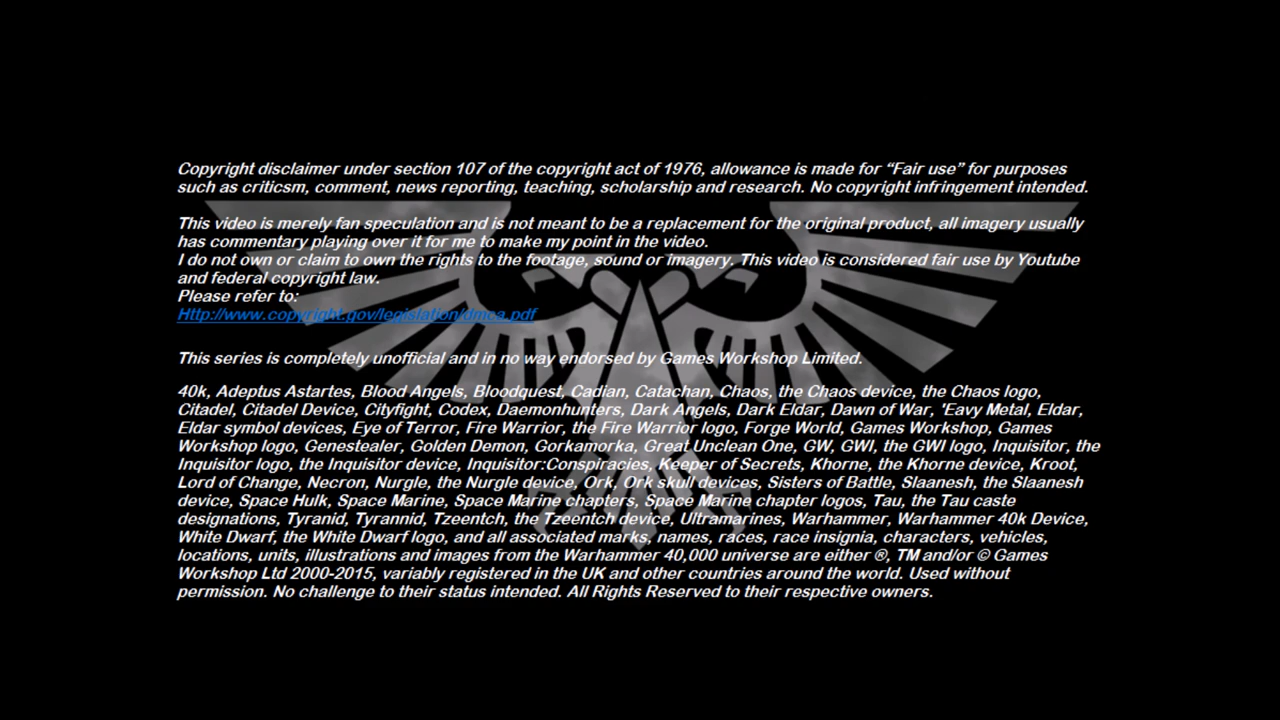 Copyright disclaimer under section 107 of the copyright act of 1976, allowance is made for “Fair use” for purposes
such as criticsm, comment, news reporting, teaching, scholarship and research. No copyright infringement intended.
This video is merely fan speculation and is not meant to be a replacement for the original product, all imagery usually
has commentary playing over it for me to make my point in the video.
I do not own or claim to own the rights to the footage, sound or imagery. This video is considered fair use by Youtube
and federal copyright law.
Please refer to:
Http://www.copyright.gov/legislation/dmca.pdf
This series is completely unofficial and in no way endorsed by Games Workshop Limited.
40k, Adeptus Astartes, Blood Angels, Bloodquest, Cadian, Catachan, Chaos, the Chaos device, the Chaos logo,
Citadel, Citadel Device, Cityfight, Codex, Daemonhunters, Dark Angels, Dark Eldar, Dawn of War, 'Eavy Metal, Eldar,
Eldar symbol devices, Eye of Terror, Fire Warrior, the Fire Warrior logo, Forge World, Games Workshop, Games
Workshop logo, Genestealer, Golden Demon, Gorkamorka, Great Unclean One, GW, GWI, the GWI logo, Inquisitor, the
Inquisitor logo, the Inquisitor device, Inquisitor:Conspiracies, Keeper of Secrets, Khorne, the Khorne device, Kroot,
Lord of Change, Necron, Nurgle, the Nurgle device, Ork, Ork skull devices, Sisters of Battle, Slaanesh, the Slaanesh
device, Space Hulk, Space Marine, Space Marine chapters, Space Marine chapter logos, Tau, the Tau caste
designations, Tyranid, Tyrannid, Tzeentch, the Tzeentch device, Ultramarines, Warhammer, Warhammer 40k Device,
White Dwarf, the White Dwarf logo, and all associated marks, names, races, race insignia, characters, vehicles,
locations, units, illustrations and images from the Warhammer 40,000 universe are either ®, TM and/or © Games
Workshop Ltd 2000-2015, variably registered in the UK and other countries around the world. Used without
permission. No challenge to their status intended. All Rights Reserved to their respective owners.